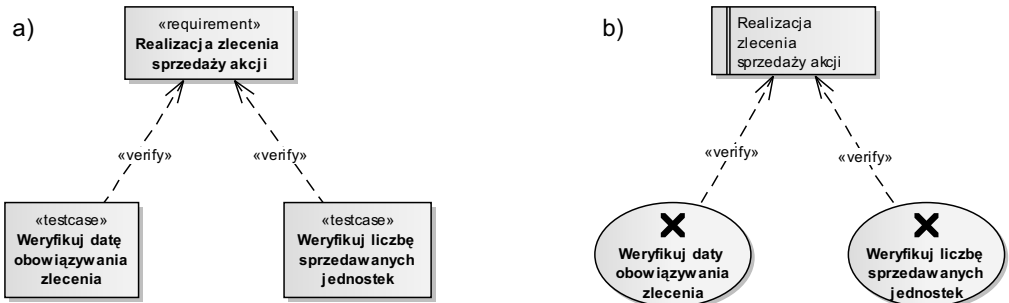 a)
«requirement»
Realizacja zlecenia
sprzedaży akcji
«verify»
«verify»
«testcase»
Weryfikuj datę
obowiązywania
zlecenia
«testcase»
Weryfikuj liczbę
sprzedawanych
jednostek
b)
Realizacja
zlecenia
sprzedaży akcji
«verify»
«verify»
Weryfikuj daty
obowiązywania
zlecenia
Weryfikuj liczbę
sprzedawanych
jednostek